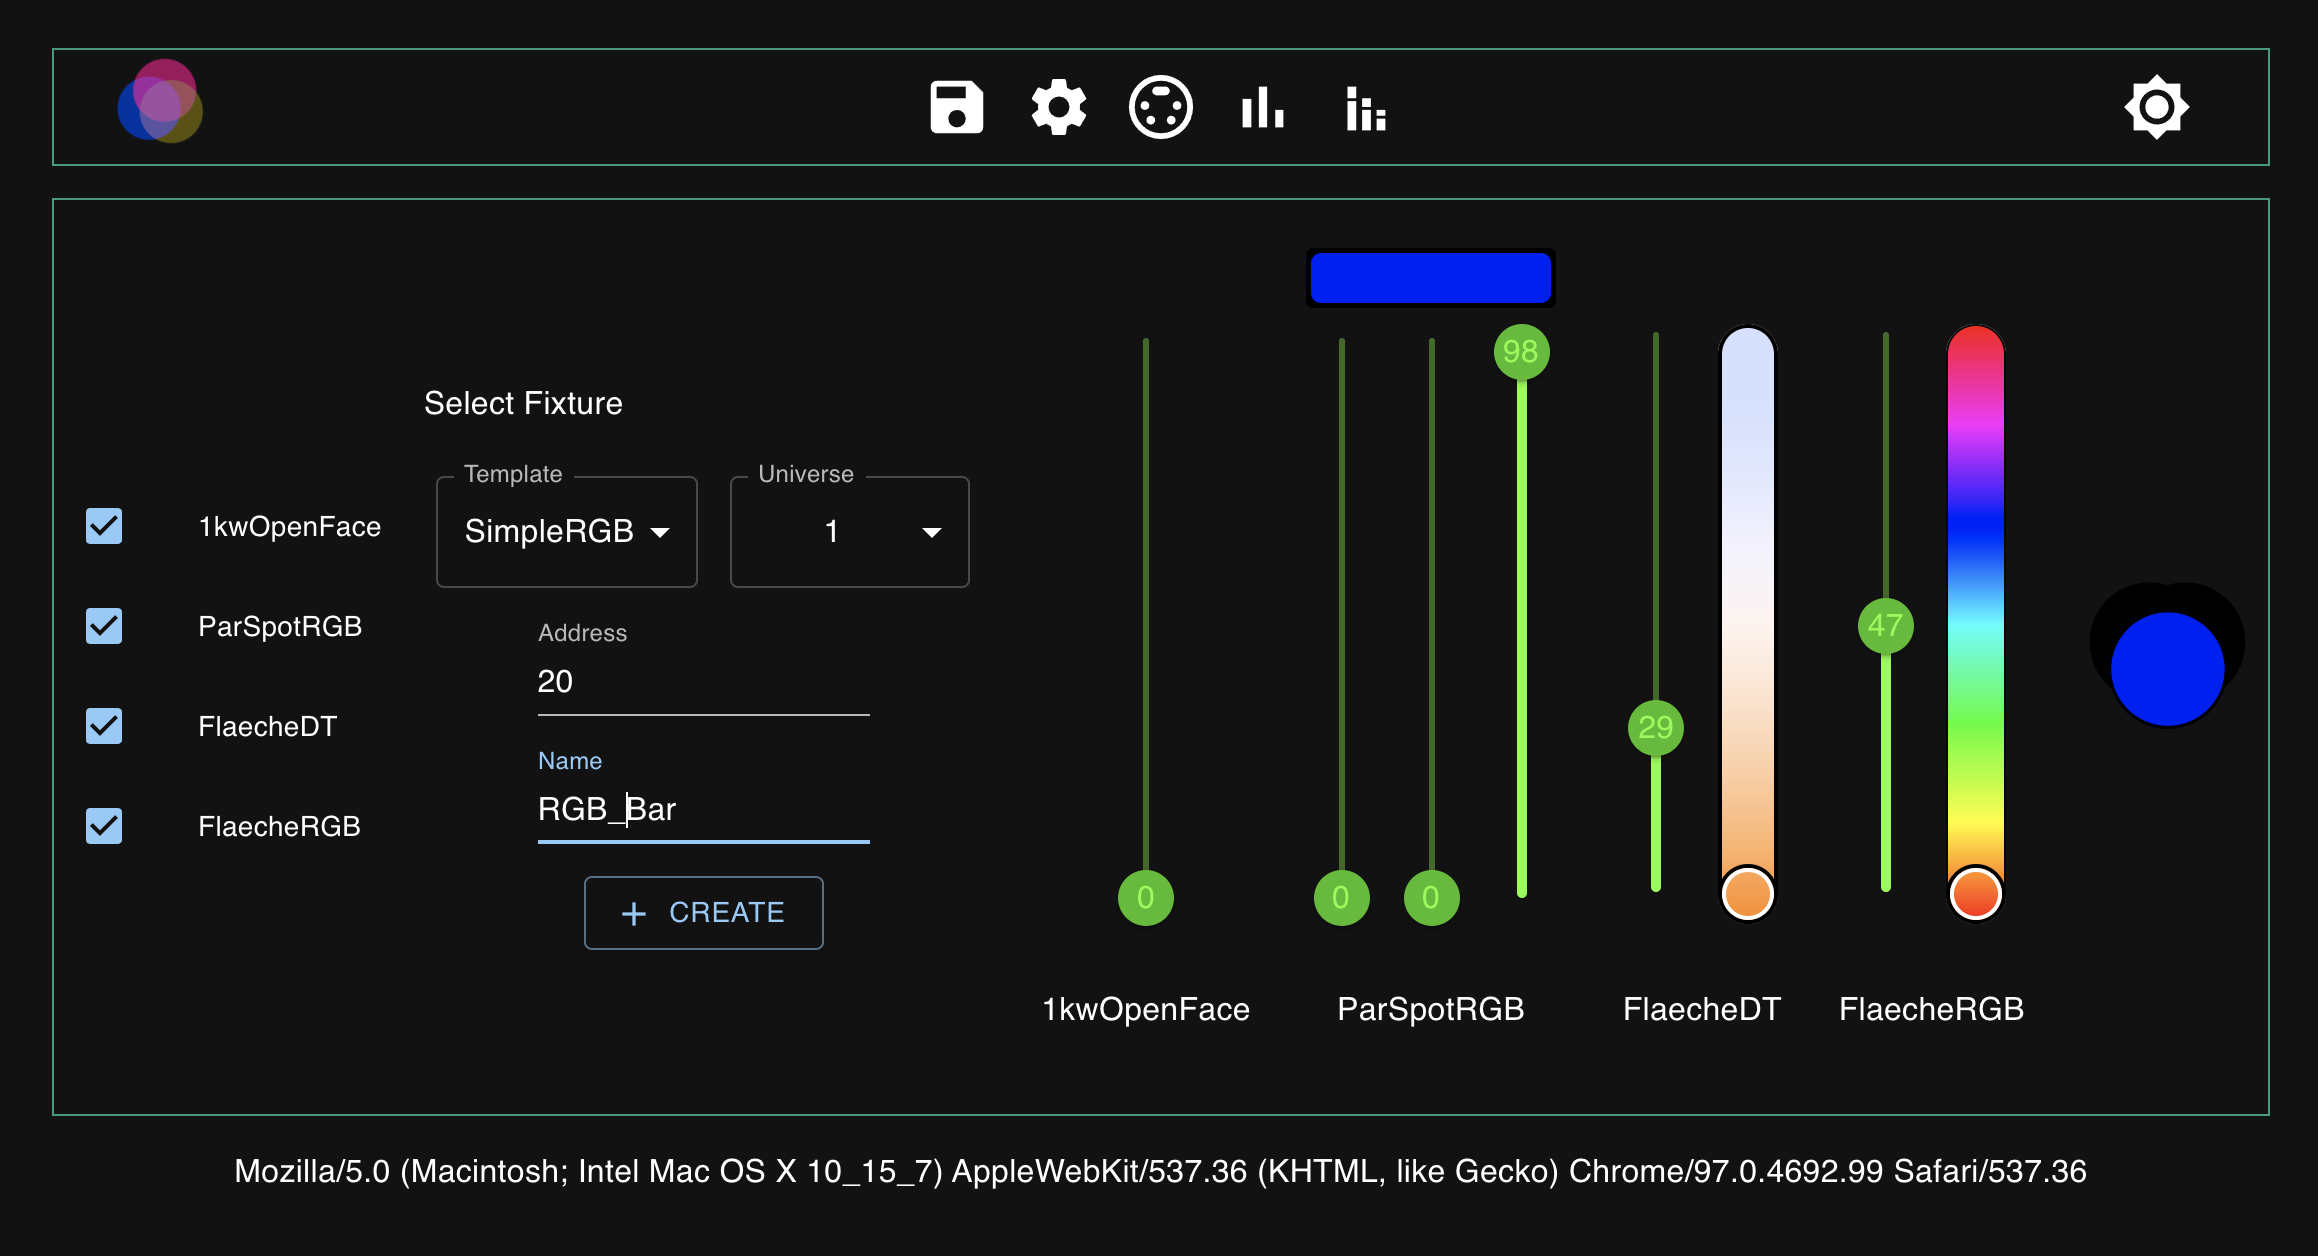 Select Fixture
Template
Universe
SimpleRGB
1
1kwOpenFace
ParSpotRGB
FlaecheDT
FlaecheRGB
Address
20
Name
RGB_Bar
+ CREATE
98
47
29
0
0
0
1kwOpenFace
ParSpotRGB
FlaecheDT
FlaecheRGB
Mozilla/5.0 (Macintosh; Intel Mac OS X 10_15_7) AppleWebKit/537.36 (KHTML, like Gecko) Chrome/97.0.4692.99 Safari/537.36